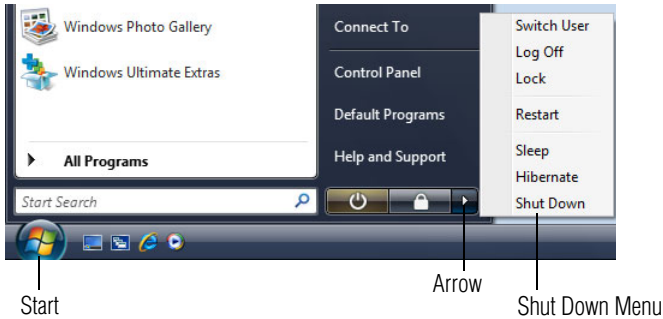 Windows Photo Gallery
Windows Ultimate Extras
All Programs
Start Search
Connect To
Control Panel
Default Programs
Help and Support
Switch User
Log Off
Lock
Restart
Sleep
Hibernate
Shut Down
Start
Arrow
Shut Down Menu